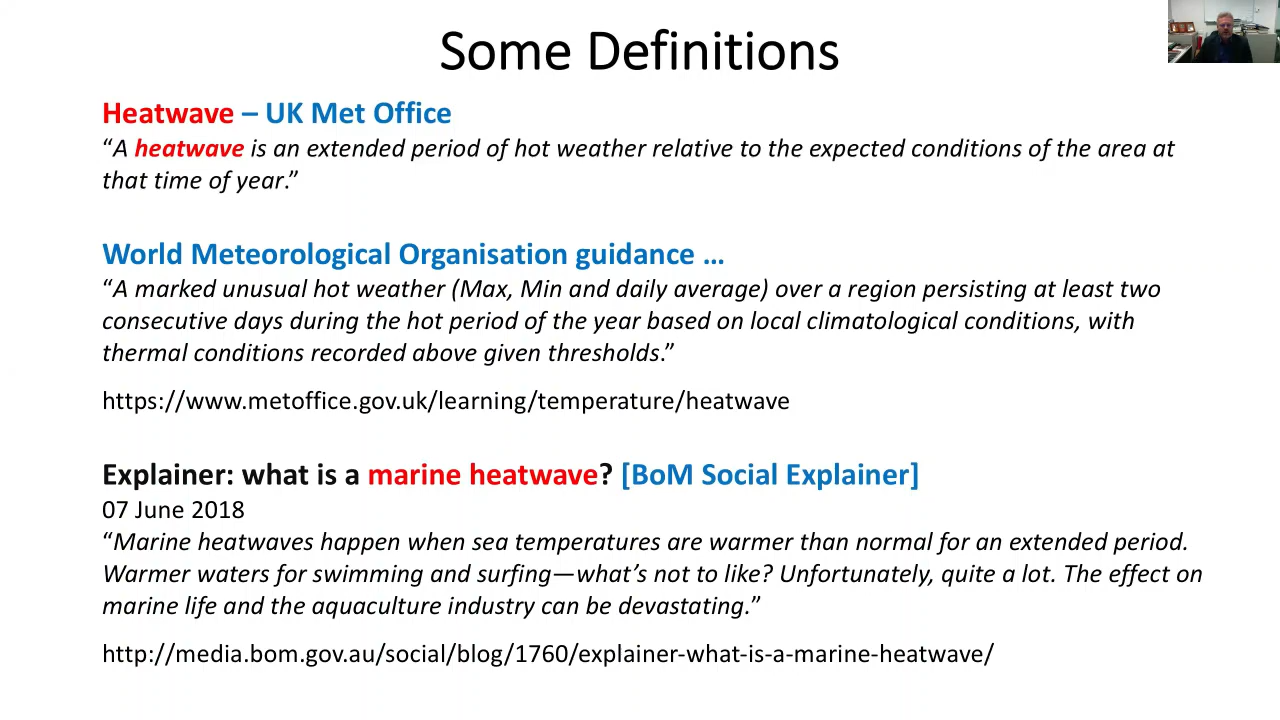 Some Definitions
Heatwave – UK Met Office
“A heatwave is an extended period of hot weather relative to the expected conditions of the area at
that time of year.”
World Meteorological Organisation guidance …
“A marked unusual hot weather (Max, Min and daily average) over a region persisting at least two
consecutive days during the hot period of the year based on local climatological conditions, with
thermal conditions recorded above given thresholds.”
https://www.metoffice.gov.uk/learning/temperature/heatwave
Explainer: what is a marine heatwave? [BoM Social Explainer]
07 June 2018
“Marine heatwaves happen when sea temperatures are warmer than normal for an extended period.
Warmer waters for swimming and surfing—what’s not to like? Unfortunately, quite a lot. The effect on
marine life and the aquaculture industry can be devastating.”
http://media.bom.gov.au/social/blog/1760/explainer-what-is-a-marine-heatwave/